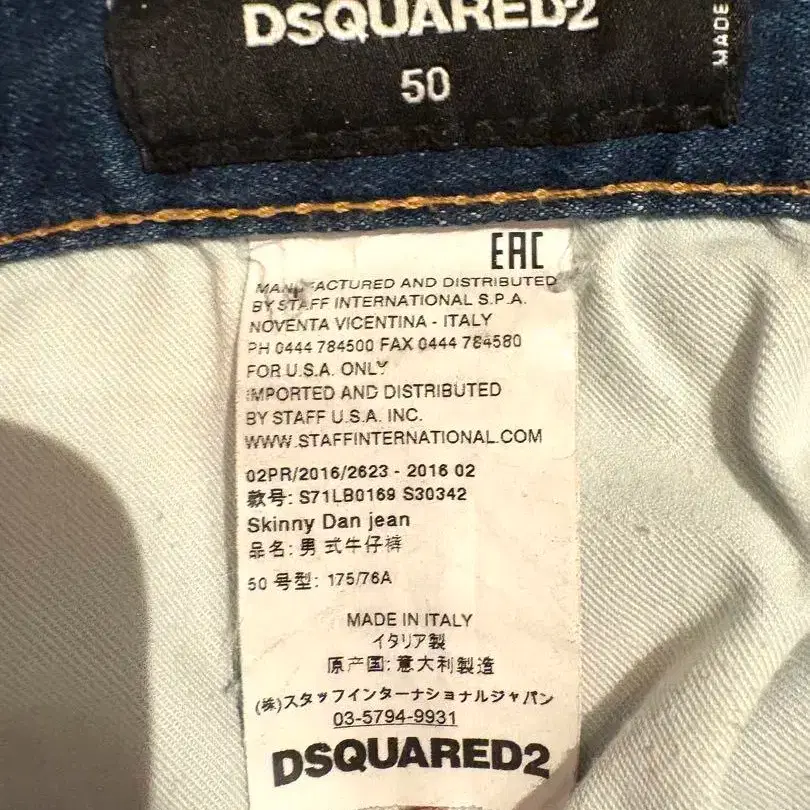 DSQUARED2
50
MADE
EAC
MANUFACTURED AND DISTRIBUTED
BY STAFF INTERNATIONAL S.P.A.
NOVENTA VICENTINA - ITALY
PH 0444 784500 FAX 0444 784580
FOR U.S.A. ONLY
IMPORTED AND DISTRIBUTED
BY STAFF U.S.A. INC.
WWW.STAFFINTERNATIONAL.COM
02PR/2016/2623 - 2016 02
款号: S71LB0169 S30342
Skinny Dan jean
品名: 男 式牛仔裤
50 号型: 175/76A
MADE IN ITALY
イタリア製
原产国: 意大利製造
(株)スタッフインターナショナルジャパン
03-5794-9931
DSQUARED2